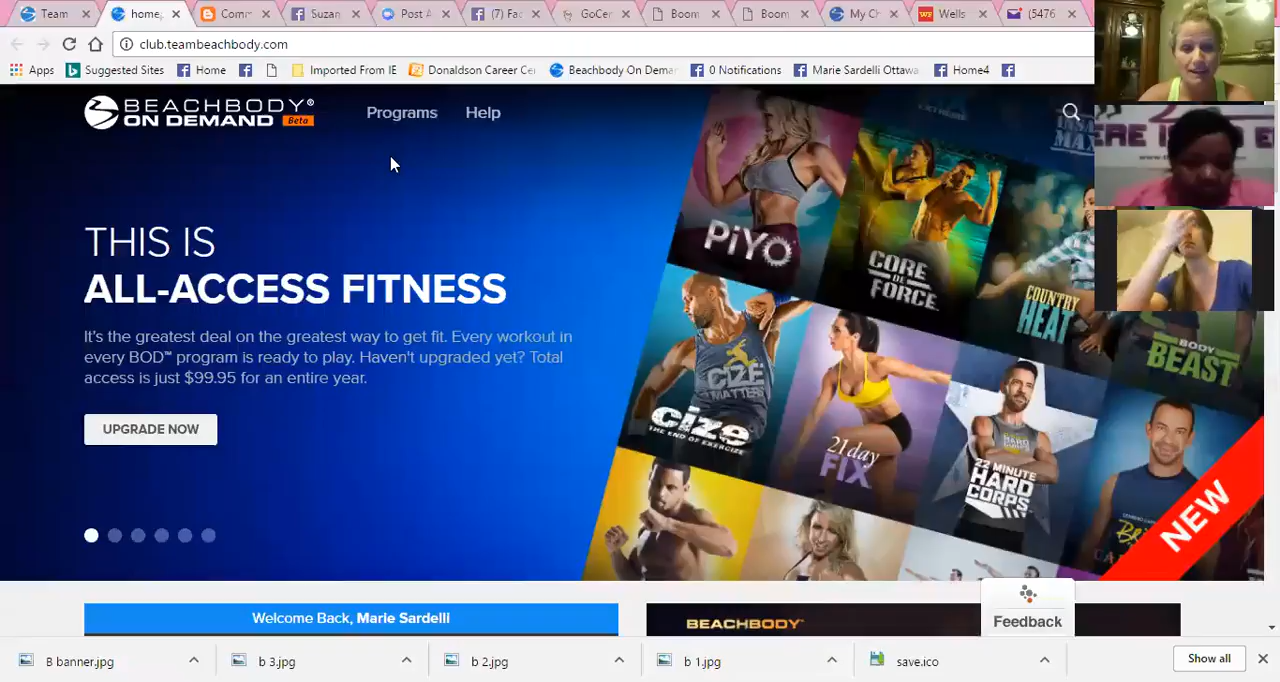 Team
home,
Com
Suzan
Post A
(7) Fac
GoCer
Boom
Boom
My Ch
Wells
(5476
club.teambeachbody.com
Apps
Suggested Sites
Home
Imported From IE
Donaldson Career Ce
Beachbody On Dema
0 Notifications
Marie Sardelli Ottawa
Home4
BEACHBODY®
ON DEMAND Beta
Programs
Help
THIS IS
ALL-ACCESS FITNESS
It's the greatest deal on the greatest way to get fit. Every workout in
every BOD™ program is ready to play. Haven't upgraded yet? Total
access is just $99.95 for an entire year.
UPGRADE NOW
PiYO
CORE
DE
FORCE
COUNTRY
HEAT
BODY
BEAST
CIZE
MATTERS
CiZE
THE END OF EXERCIZE
21 day
FIX
22 MINUTE
HARD
CORPS
NEW
Welcome Back, Marie Sardelli
BEACHBODY
Feedback
B banner.jpg
b 3.jpg
b 2.jpg
b 1.jpg
save.ico
Show all